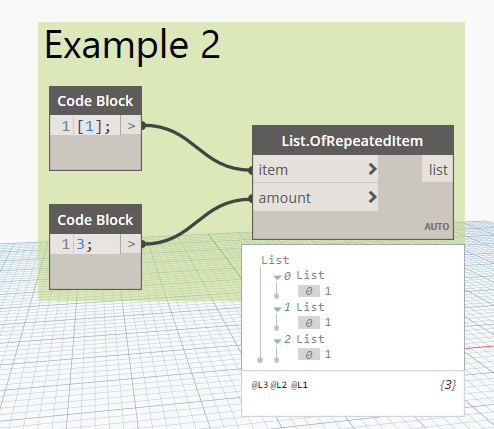 Example 2
Code Block
1 [1]; >
List.OfRepeatedItem
item > list
amount >
AUTO
Code Block
1 3; >
List
0 List
0 1
1 List
0 1
2 List
0 1
@L3 @L2 @L1 {3}